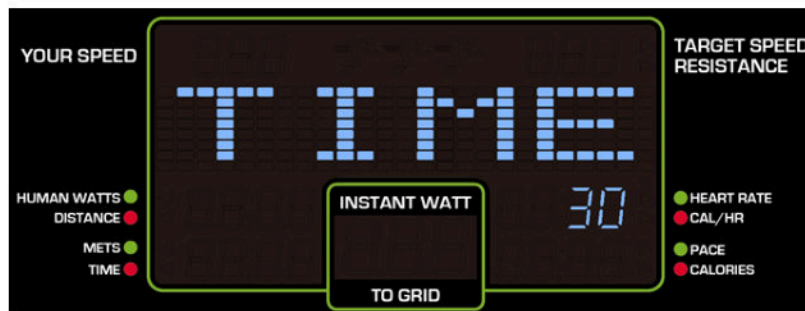 YOUR SPEED
TARGET SPEED
RESISTANCE
TIME
HUMAN WATTS
DISTANCE
METS
TIME
INSTANT WATT
TO GRID
30
HEART RATE
CAL/HR
PACE
CALORIES